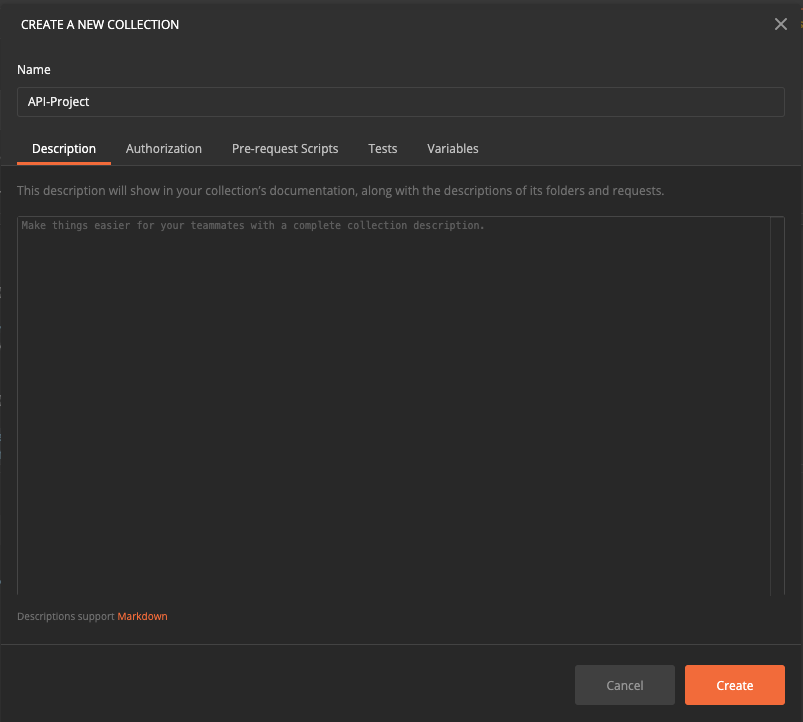 CREATE A NEW COLLECTION
Name
API-Project
Description Authorization Pre-request Scripts Tests Variables
This description will show in your collection's documentation, along with the descriptions of its folders and requests.
Make things easier for your teammates with a complete collection description.
Descriptions support Markdown
Cancel Create